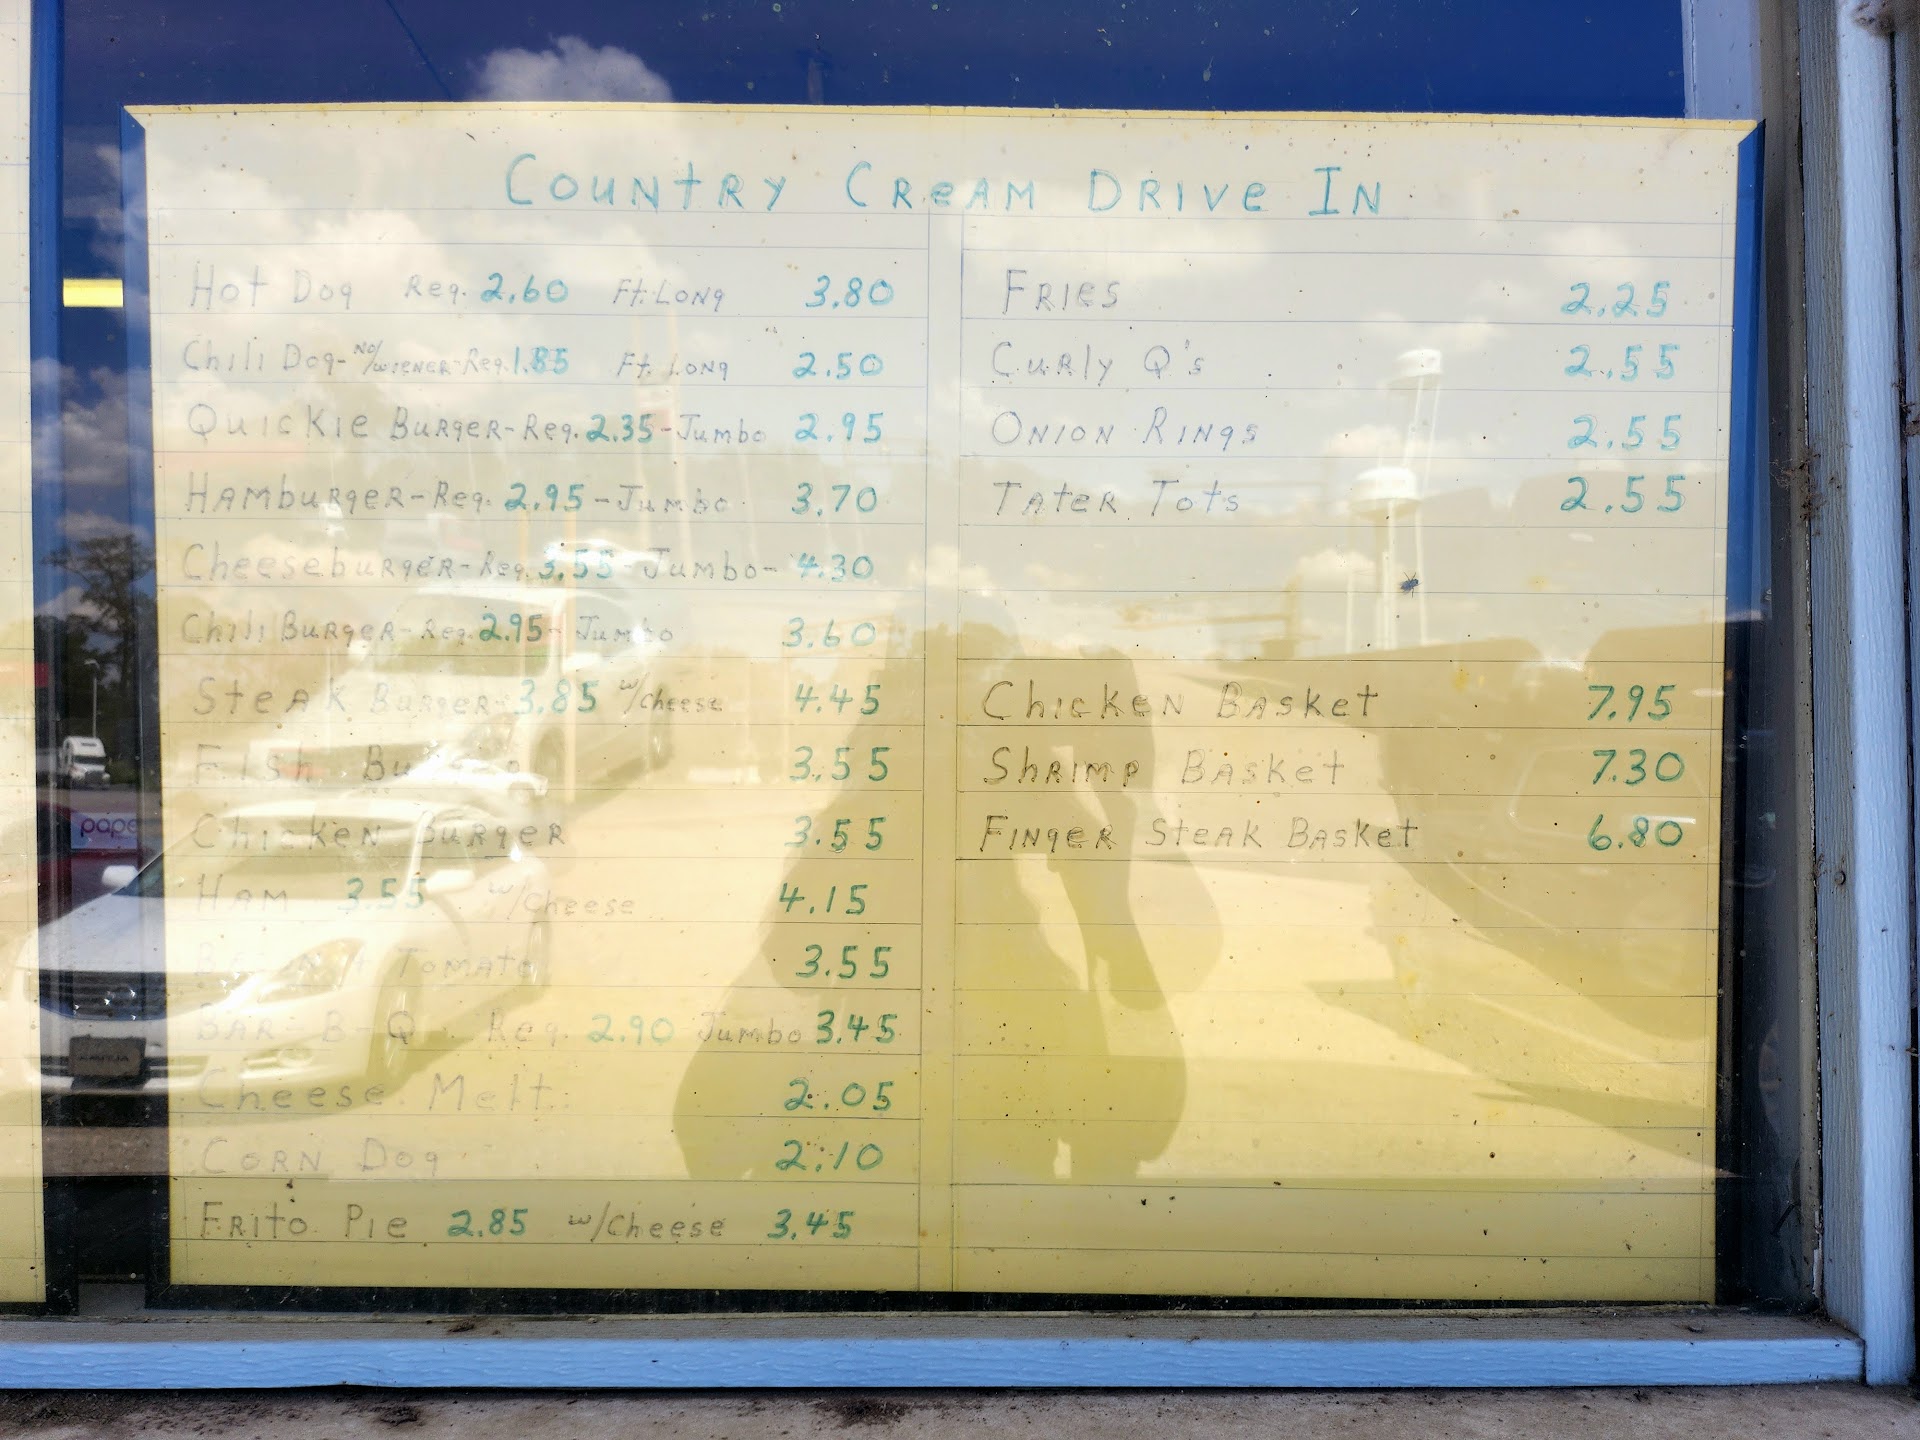 Country Cream Drive In
Hot Dog Reg. 2.60 Ft. Long 3.80
Chili Dog - No/wiener - Reg. 1.85 Ft. Long 2.50
Quickie Burger - Reg. 2.35 - Jumbo 2.95
Hamburger - Reg. 2.95 - Jumbo 3.70
Cheeseburger - Reg. 3.55 - Jumbo - 4.30
Chili Burger - Reg. 2.95 - Jumbo 3.60
Steak Burger - 3.85 w/Cheese 4.45
Fish Burger 3.55
Chicken Burger 3.55
Ham 3.55 w/Cheese 4.15
Bacon + Tomato 3.55
Bar-B-Q Reg. 2.90 Jumbo 3.45
Cheese Melt 2.05
Corn Dog 2.10
Frito Pie 2.85 w/Cheese 3.45
Fries 2.25
Curly Q's 2.55
Onion Rings 2.55
Tater Tots 2.55
Chicken Basket 7.95
Shrimp Basket 7.30
Finger Steak Basket 6.80